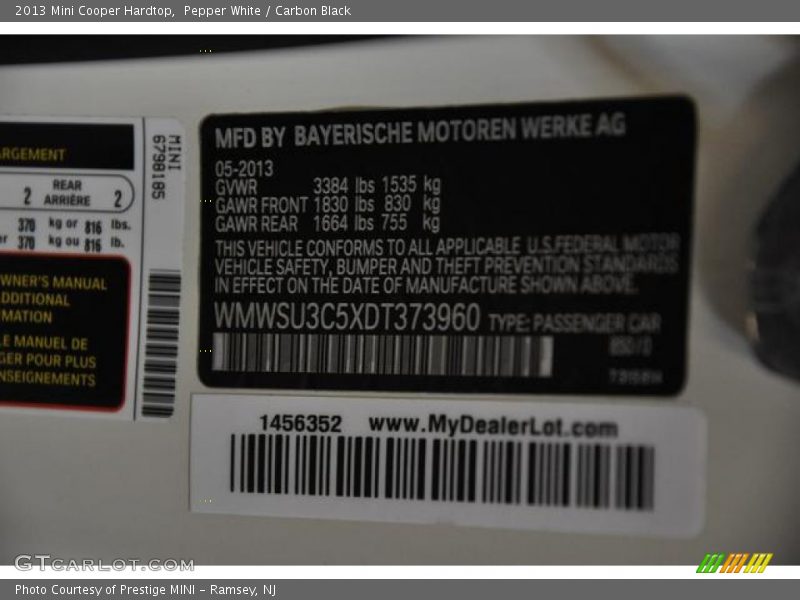 2013 Mini Cooper Hardtop,  Pepper White / Carbon Black
ARGEMENT
2 REAR ARRIÈRE 2
370 kg or 816 lbs.
370 kg ou 816 lb.
WNER'S MANUAL
DDITIONAL
MATION
LE MANUEL DE
GER POUR PLUS
NSEIGNEMENTS
MINI
6798185
MFD BY BAYERISCHE MOTOREN WERKE AG
05-2013
GVWR 3384 lbs 1535 kg
GAWR FRONT 1830 lbs 830 kg
GAWR REAR 1664 lbs 755 kg
THIS VEHICLE CONFORMS TO ALL APPLICABLE U.S.FEDERAL MOTOR
VEHICLE SAFETY, BUMPER AND THEFT PREVENTION STANDARDS
IN EFFECT ON THE DATE OF MANUFACTURE SHOWN ABOVE.
WMWSU3C5XDT373960 TYPE: PASSENGER CAR
1456352 www.MyDealerLot.com
GTcarlot.com
Photo Courtesy of Prestige MINI - Ramsey, NJ